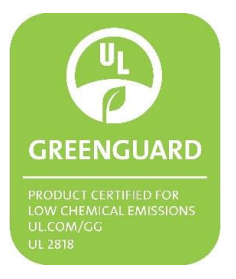 UL
GREENGUARD
PRODUCT CERTIFIED FOR
LOW CHEMICAL EMISSIONS
UL.COM/GG
UL 2818